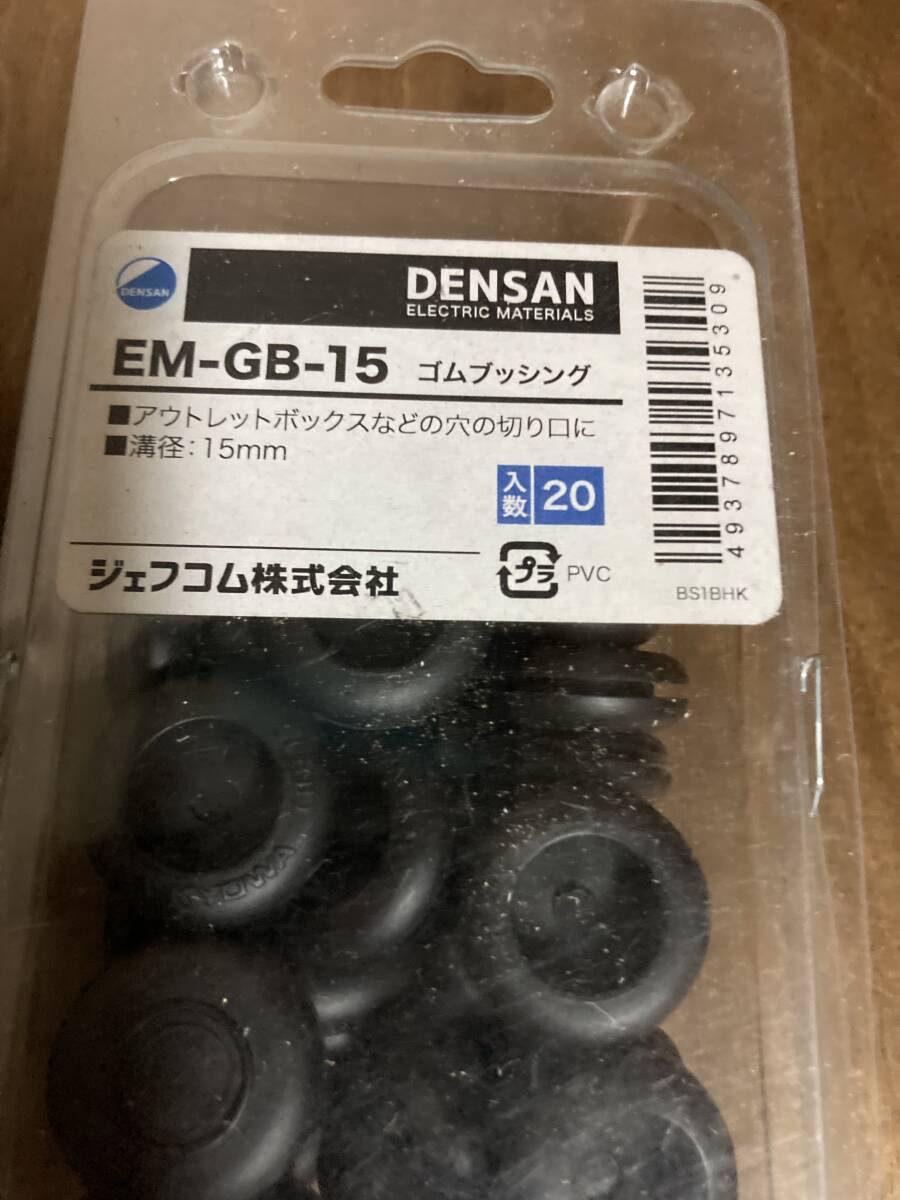 DENSAN
DENSAN
ELECTRIC MATERIALS
EM-GB-15 ゴムブッシング
■アウトレットボックスなどの穴の切り口に
■溝径:15mm
入数 20
ジェフコム株式会社
プラ PVC
4937897135309
BS1BHK